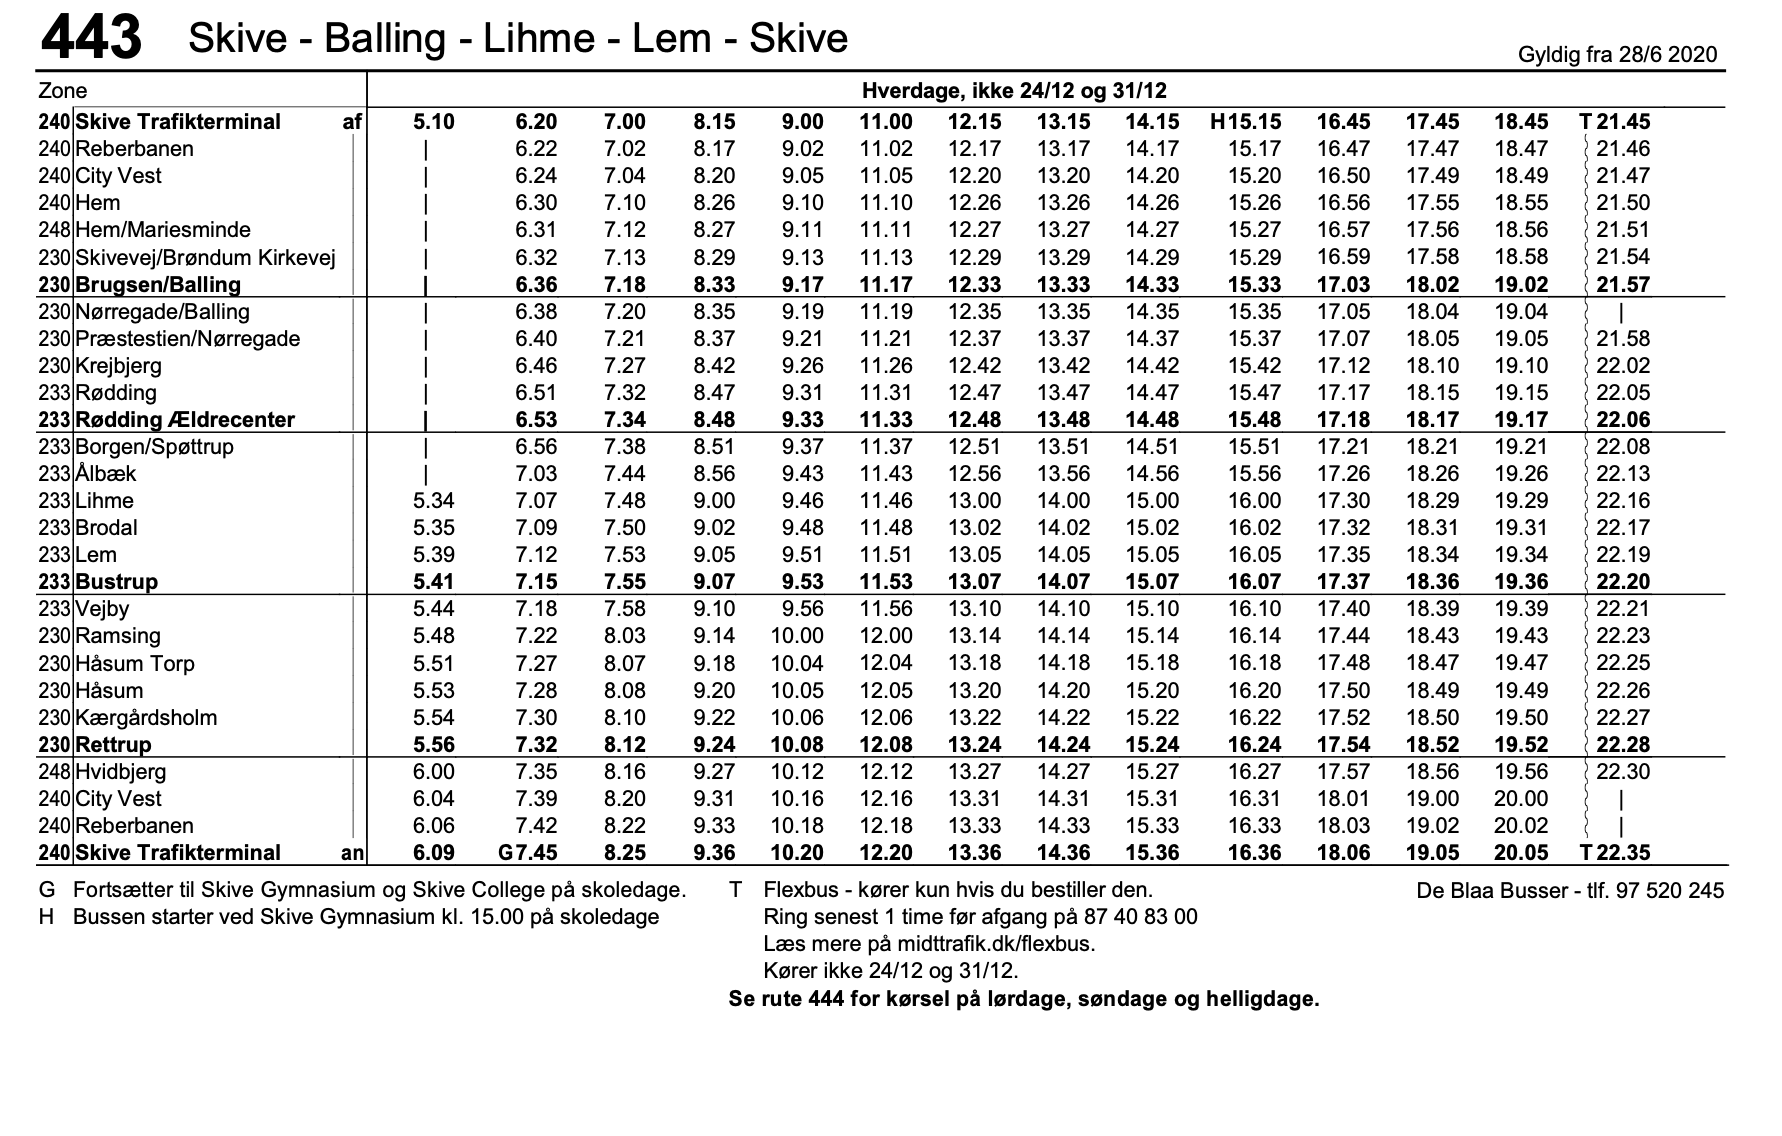 443 Skive - Balling - Lihme - Lem - Skive
Gyldig fra 28/6 2020
Zone Hverdage, ikke 24/12 og 31/12
240 Skive Trafikterminal af 5.10 6.20 7.00 8.15 9.00 11.00 12.15 13.15 14.15 H 15.15 16.45 17.45 18.45 T 21.45
240 Reberbanen | 6.22 7.02 8.17 9.02 11.02 12.17 13.17 14.17 15.17 16.47 17.47 18.47 21.46
240 City Vest | 6.24 7.04 8.20 9.05 11.05 12.20 13.20 14.20 15.20 16.50 17.49 18.49 21.47
240 Hem | 6.30 7.10 8.26 9.10 11.10 12.26 13.26 14.26 15.26 16.56 17.55 18.55 21.50
248 Hem/Mariesminde | 6.31 7.12 8.27 9.11 11.11 12.27 13.27 14.27 15.27 16.57 17.56 18.56 21.51
230 Skivevej/Brøndum Kirkevej | 6.32 7.13 8.29 9.13 11.13 12.29 13.29 14.29 15.29 16.59 17.58 18.58 21.54
230 Brugsen/Balling | 6.36 7.18 8.33 9.17 11.17 12.33 13.33 14.33 15.33 17.03 18.02 19.02 21.57
230 Nørregade/Balling | 6.38 7.20 8.35 9.19 11.19 12.35 13.35 14.35 15.35 17.05 18.04 19.04 |
230 Præstestien/Nørregade | 6.40 7.21 8.37 9.21 11.21 12.37 13.37 14.37 15.37 17.07 18.05 19.05 21.58
230 Krejbjerg | 6.46 7.27 8.42 9.26 11.26 12.42 13.42 14.42 15.42 17.12 18.10 19.10 22.02
233 Rødding | 6.51 7.32 8.47 9.31 11.31 12.47 13.47 14.47 15.47 17.17 18.15 19.15 22.05
233 Rødding Ældrecenter | 6.53 7.34 8.48 9.33 11.33 12.48 13.48 14.48 15.48 17.18 18.17 19.17 22.06
233 Borgen/Spøttrup | 6.56 7.38 8.51 9.37 11.37 12.51 13.51 14.51 15.51 17.21 18.21 19.21 22.08
233 Ålbæk | 7.03 7.44 8.56 9.43 11.43 12.56 13.56 14.56 15.56 17.26 18.26 19.26 22.13
233 Lihme 5.34 7.07 7.48 9.00 9.46 11.46 13.00 14.00 15.00 16.00 17.30 18.29 19.29 22.16
233 Brodal 5.35 7.09 7.50 9.02 9.48 11.48 13.02 14.02 15.02 16.02 17.32 18.31 19.31 22.17
233 Lem 5.39 7.12 7.53 9.05 9.51 11.51 13.05 14.05 15.05 16.05 17.35 18.34 19.34 22.19
233 Bustrup 5.41 7.15 7.55 9.07 9.53 11.53 13.07 14.07 15.07 16.07 17.37 18.36 19.36 22.20
233 Vejby 5.44 7.18 7.58 9.10 9.56 11.56 13.10 14.10 15.10 16.10 17.40 18.39 19.39 22.21
230 Ramsing 5.48 7.22 8.03 9.14 10.00 12.00 13.14 14.14 15.14 16.14 17.44 18.43 19.43 22.23
230 Håsum Torp 5.51 7.27 8.07 9.18 10.04 12.04 13.18 14.18 15.18 16.18 17.48 18.47 19.47 22.25
230 Håsum 5.53 7.28 8.08 9.20 10.05 12.05 13.20 14.20 15.20 16.20 17.50 18.49 19.49 22.26
230 Kærgårdsholm 5.54 7.30 8.10 9.22 10.06 12.06 13.22 14.22 15.22 16.22 17.52 18.50 19.50 22.27
230 Rettrup 5.56 7.32 8.12 9.24 10.08 12.08 13.24 14.24 15.24 16.24 17.54 18.52 19.52 22.28
248 Hvidbjerg 6.00 7.35 8.16 9.27 10.12 12.12 13.27 14.27 15.27 16.27 17.57 18.56 19.56 22.30
240 City Vest 6.04 7.39 8.20 9.31 10.16 12.16 13.31 14.31 15.31 16.31 18.01 19.00 20.00 |
240 Reberbanen 6.06 7.42 8.22 9.33 10.18 12.18 13.33 14.33 15.33 16.33 18.03 19.02 20.02 |
240 Skive Trafikterminal an 6.09 G 7.45 8.25 9.36 10.20 12.20 13.36 14.36 15.36 16.36 18.06 19.05 20.05 T 22.35
G Fortsætter til Skive Gymnasium og Skive College på skoledage.
H Bussen starter ved Skive Gymnasium kl. 15.00 på skoledage
T Flexbus - kører kun hvis du bestiller den.
Ring senest 1 time før afgang på 87 40 83 00
Læs mere på midttrafik.dk/flexbus.
Kører ikke 24/12 og 31/12.
Se rute 444 for kørsel på lørdage, søndage og helligdage.
De Blaa Busser - tlf. 97 520 245